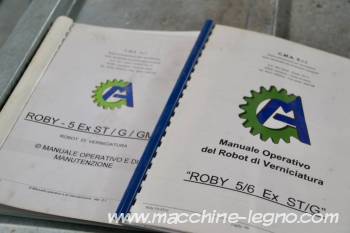 C.M.A. S.r.l.
ROBY - 5 Ex ST / G / GM
ROBOT DI VERNICIATURA
MANUALE OPERATIVO E DI
MANUTENZIONE
C.M.A. S.r.l.
Manuale Operativo
del Robot di Verniciatura
"ROBY 5/6 Ex ST/G"
www.macchine-legno.com